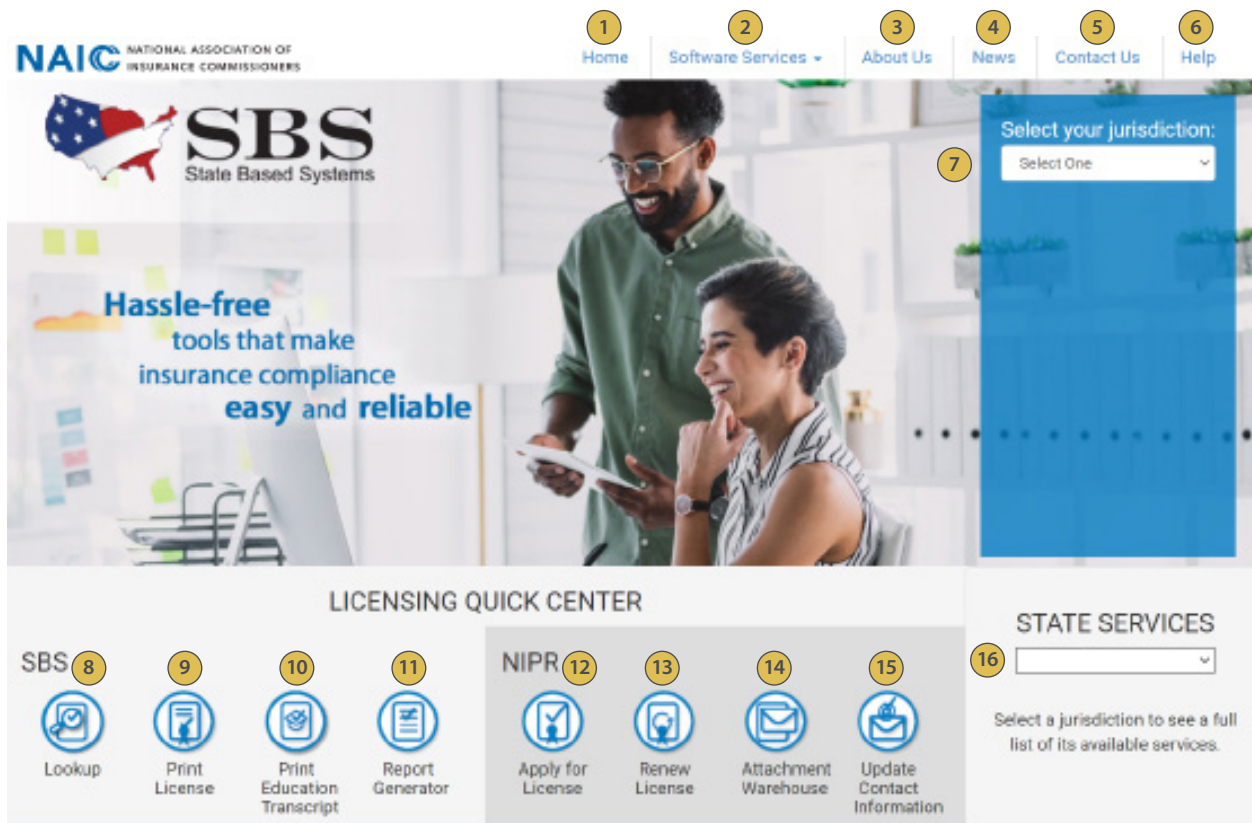 1 2 3 4 5 6
NAIC NATIONAL ASSOCIATION OF
INSURANCE COMMISSIONERS
Home Software Services About Us News Contact Us Help
SBS
State Based Systems
Select your jurisdiction:
7 Select One
Hassle-free
tools that make
insurance compliance
easy and reliable
LICENSING QUICK CENTER
SBS 8 9 10 11
Lookup
Print
License
Print
Education
Transcript
Report
Generator
NIPR 12 13 14 15
Apply for
License
Renew
License
Attachment
Warehouse
Update
Contact
Information
STATE SERVICES
16
Select a jurisdiction to see a full
list of its available services.